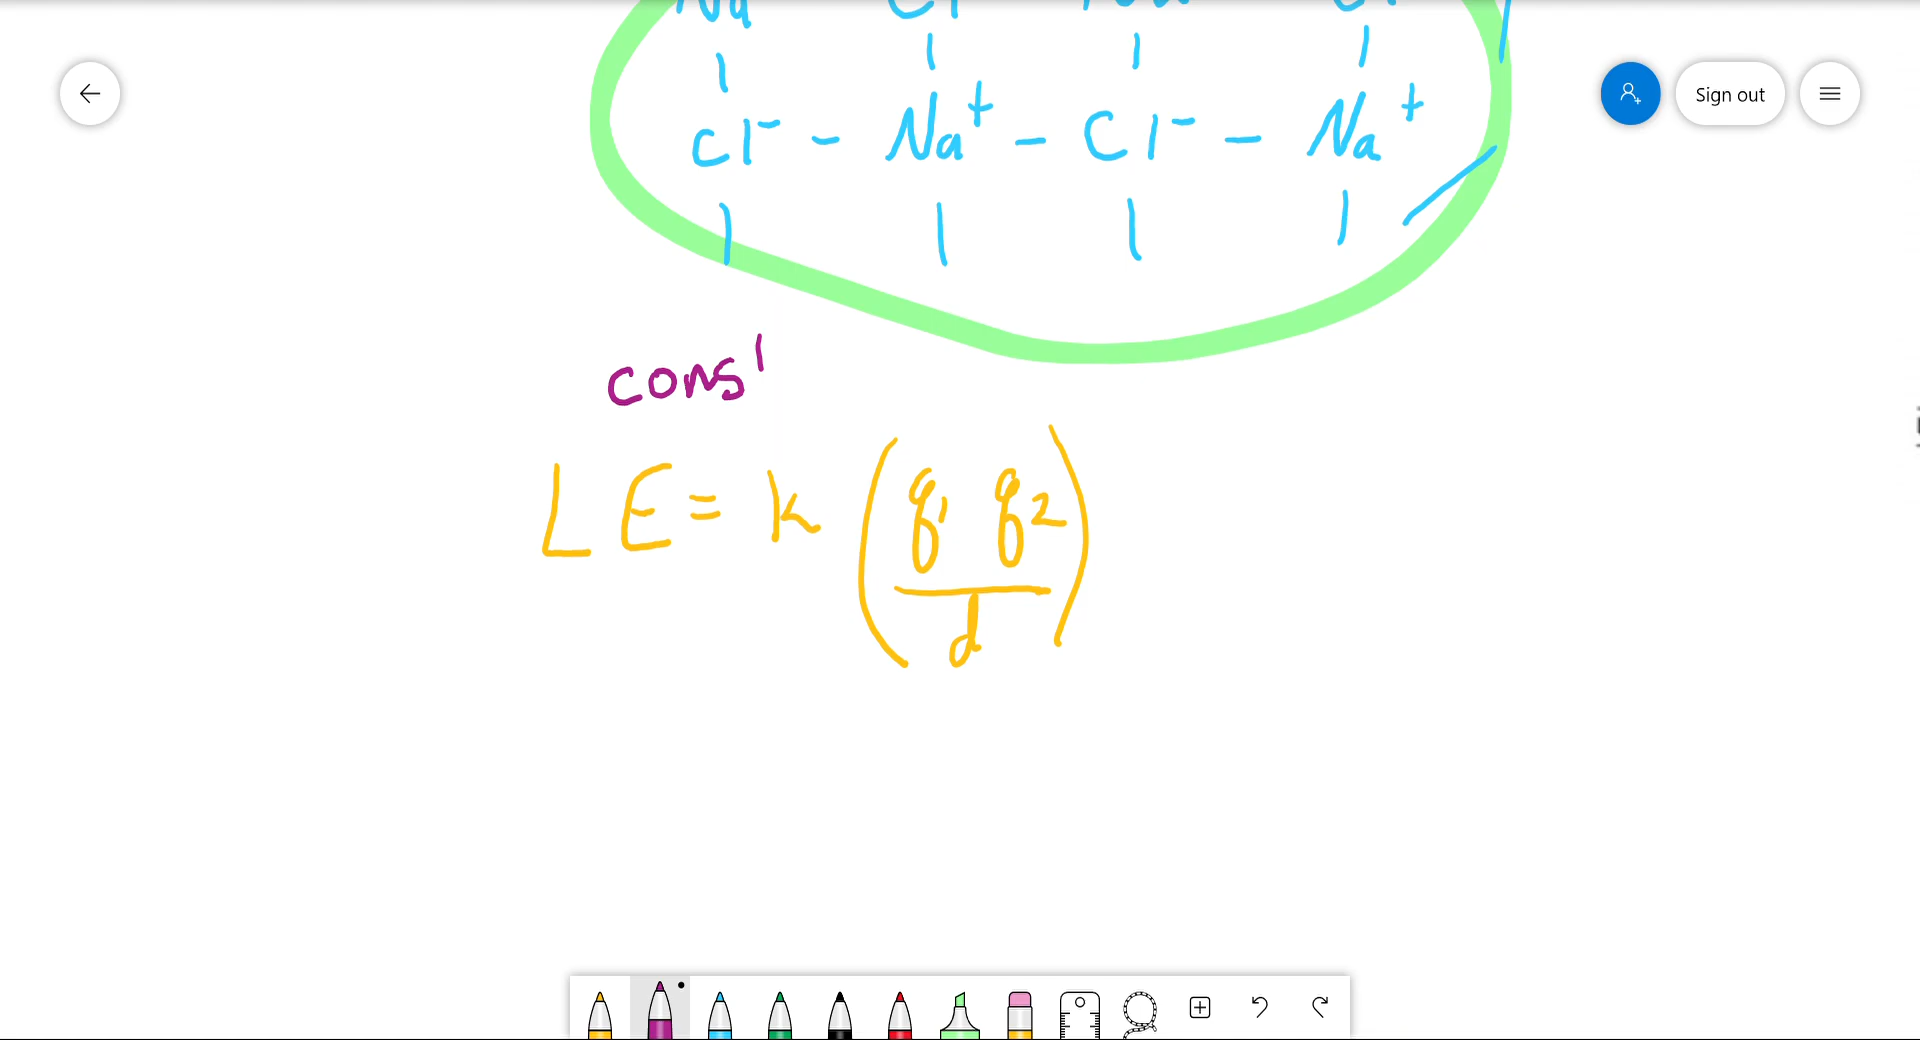 Sign out
Cl⁻ - Na⁺ - Cl⁻ - Na⁺
cons
LE = k (q1 q2 / d)